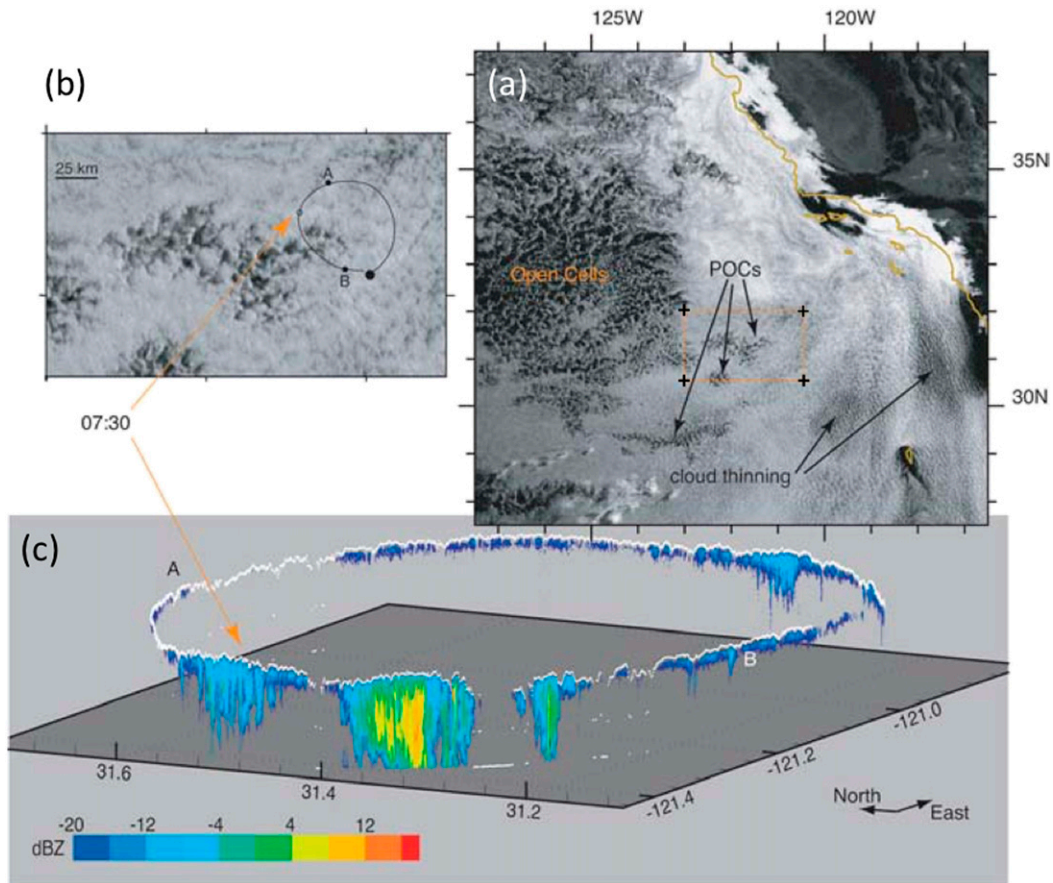 125W 120W
(b)
(a)
25 km
A
B
35N
Open Cells
POCs
30N
cloud thinning
07:30
(c)
A
B
31.6
31.4
31.2
-121.4
-121.2
-121.0
North
East
-20 -12 -4 4 12
dBZ